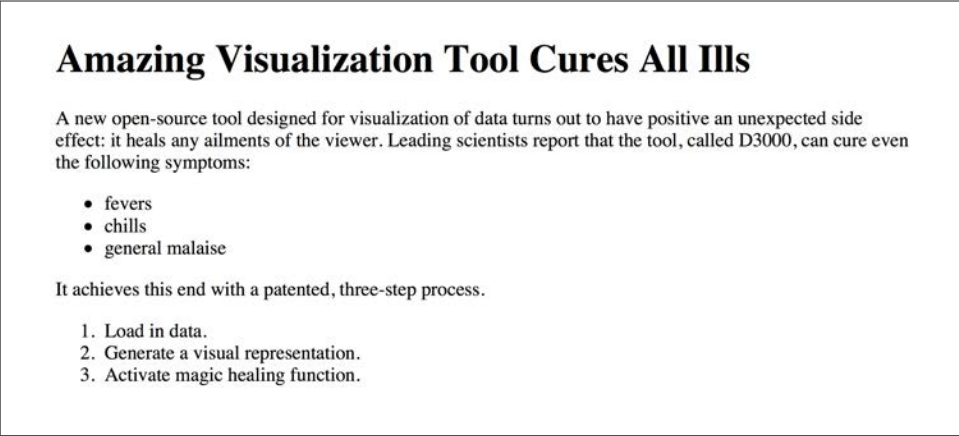 Amazing Visualization Tool Cures All Ills
A new open-source tool designed for visualization of data turns out to have positive an unexpected side
effect: it heals any ailments of the viewer. Leading scientists report that the tool, called D3000, can cure even
the following symptoms:
• fevers
• chills
• general malaise
It achieves this end with a patented, three-step process.
1. Load in data.
2. Generate a visual representation.
3. Activate magic healing function.